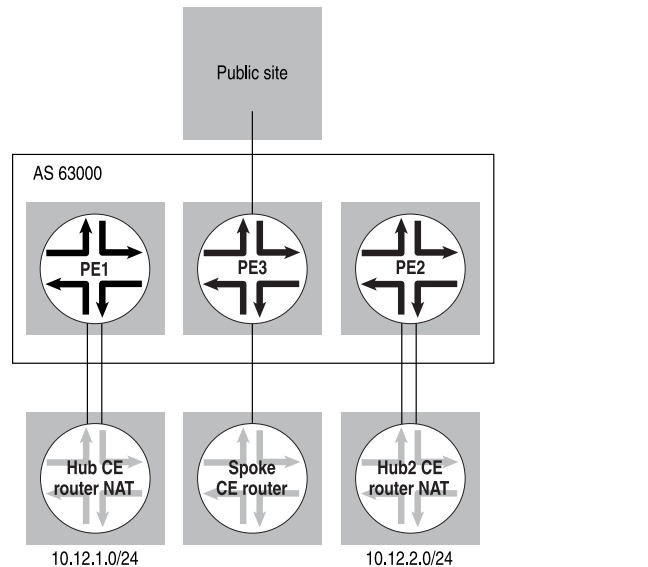 Public site
AS 63000
PE1
PE3
PE2
Hub CE
router NAT
Spoke
CE router
Hub2 CE
router NAT
10.12.1.0/24
10.12.2.0/24